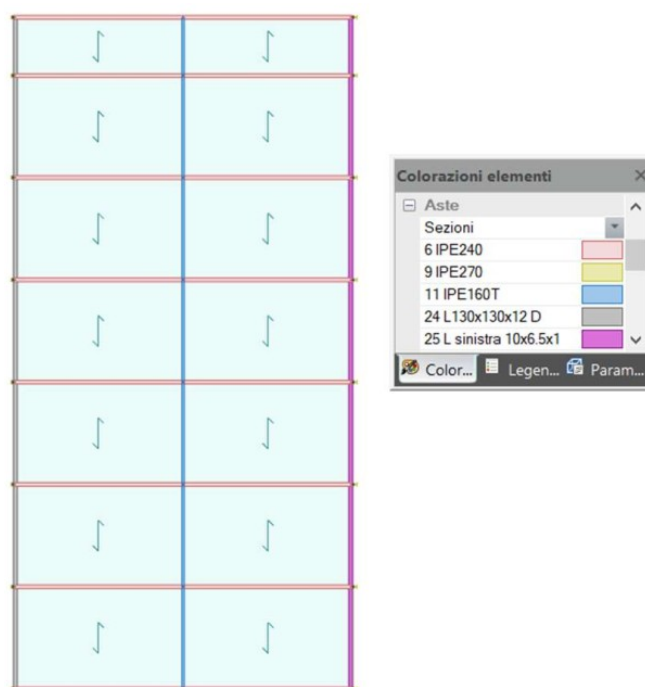 Colorazioni elementi
Aste
Sezioni
6 IPE240
9 IPE270
11 IPE160T
24 L130x130x12 D
25 L sinistra 10x6.5x1
Color... Legen... Param...